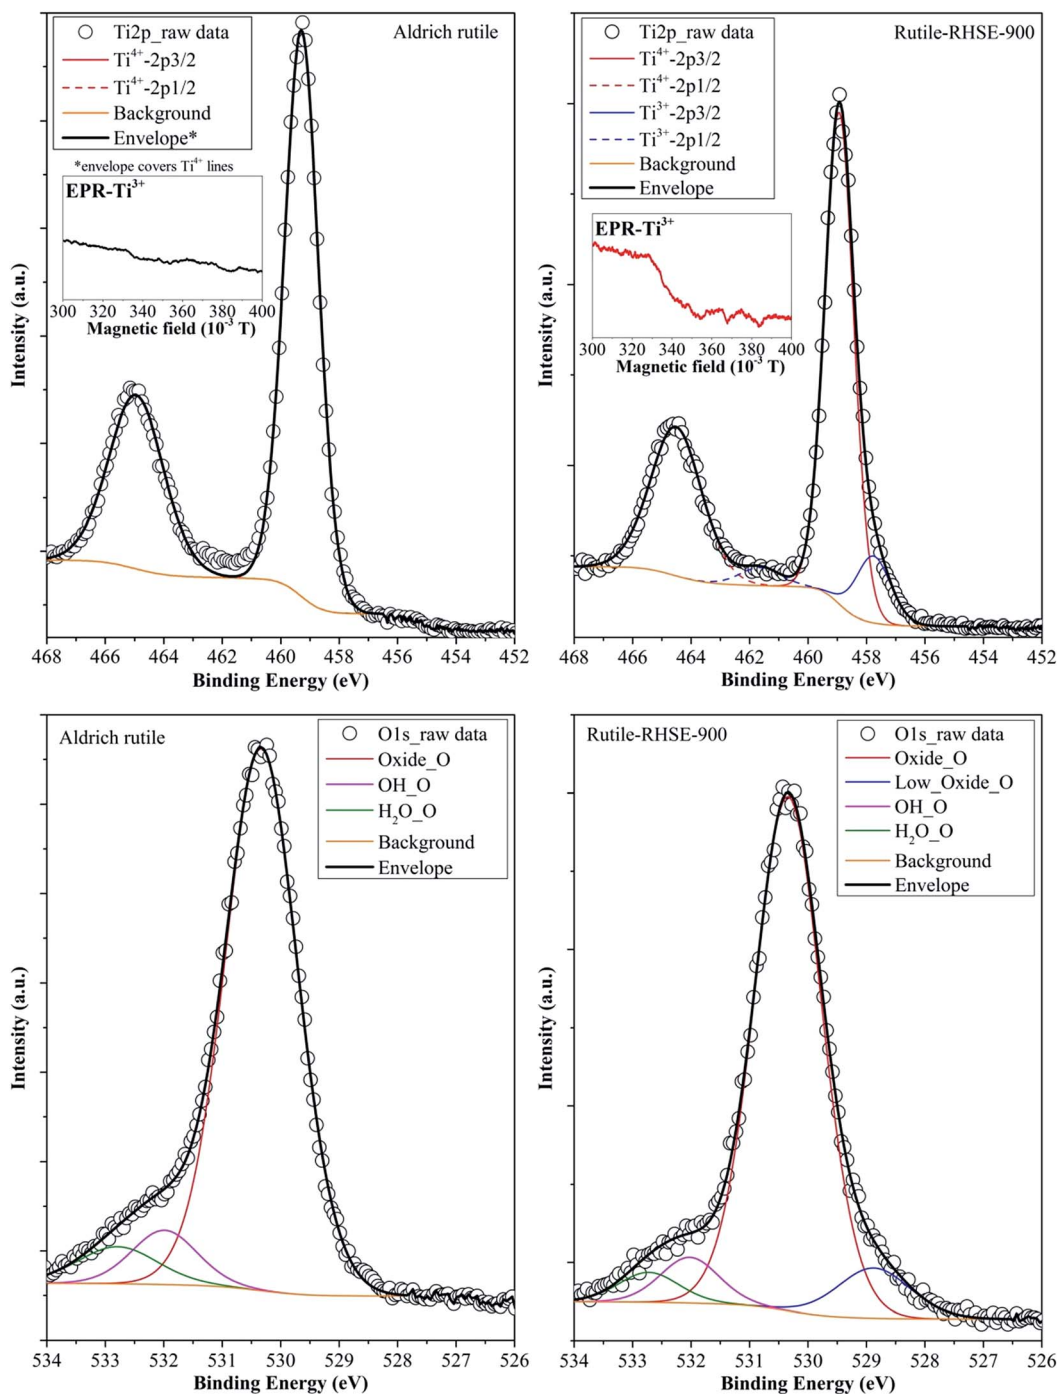 Aldrich rutile
Ti2p_raw data
Ti4+-2p3/2
Ti4+-2p1/2
Background
Envelope*
*envelope covers Ti4+ lines
EPR-Ti3+
300 320 340 360 380 400
Magnetic field (10-3 T)
Intensity (a.u.)
468 466 464 462 460 458 456 454 452
Binding Energy (eV)
Rutile-RHSE-900
Ti2p_raw data
Ti4+-2p3/2
Ti4+-2p1/2
Ti3+-2p3/2
Ti3+-2p1/2
Background
Envelope
EPR-Ti3+
300 320 340 360 380 400
Magnetic field (10-3 T)
Intensity (a.u.)
468 466 464 462 460 458 456 454 452
Binding Energy (eV)
Aldrich rutile
O1s_raw data
Oxide_O
OH_O
H2O_O
Background
Envelope
Intensity (a.u.)
534 533 532 531 530 529 528 527 526
Binding Energy (eV)
Rutile-RHSE-900
O1s_raw data
Oxide_O
Low_Oxide_O
OH_O
H2O_O
Background
Envelope
Intensity (a.u.)
534 533 532 531 530 529 528 527 526
Binding Energy (eV)